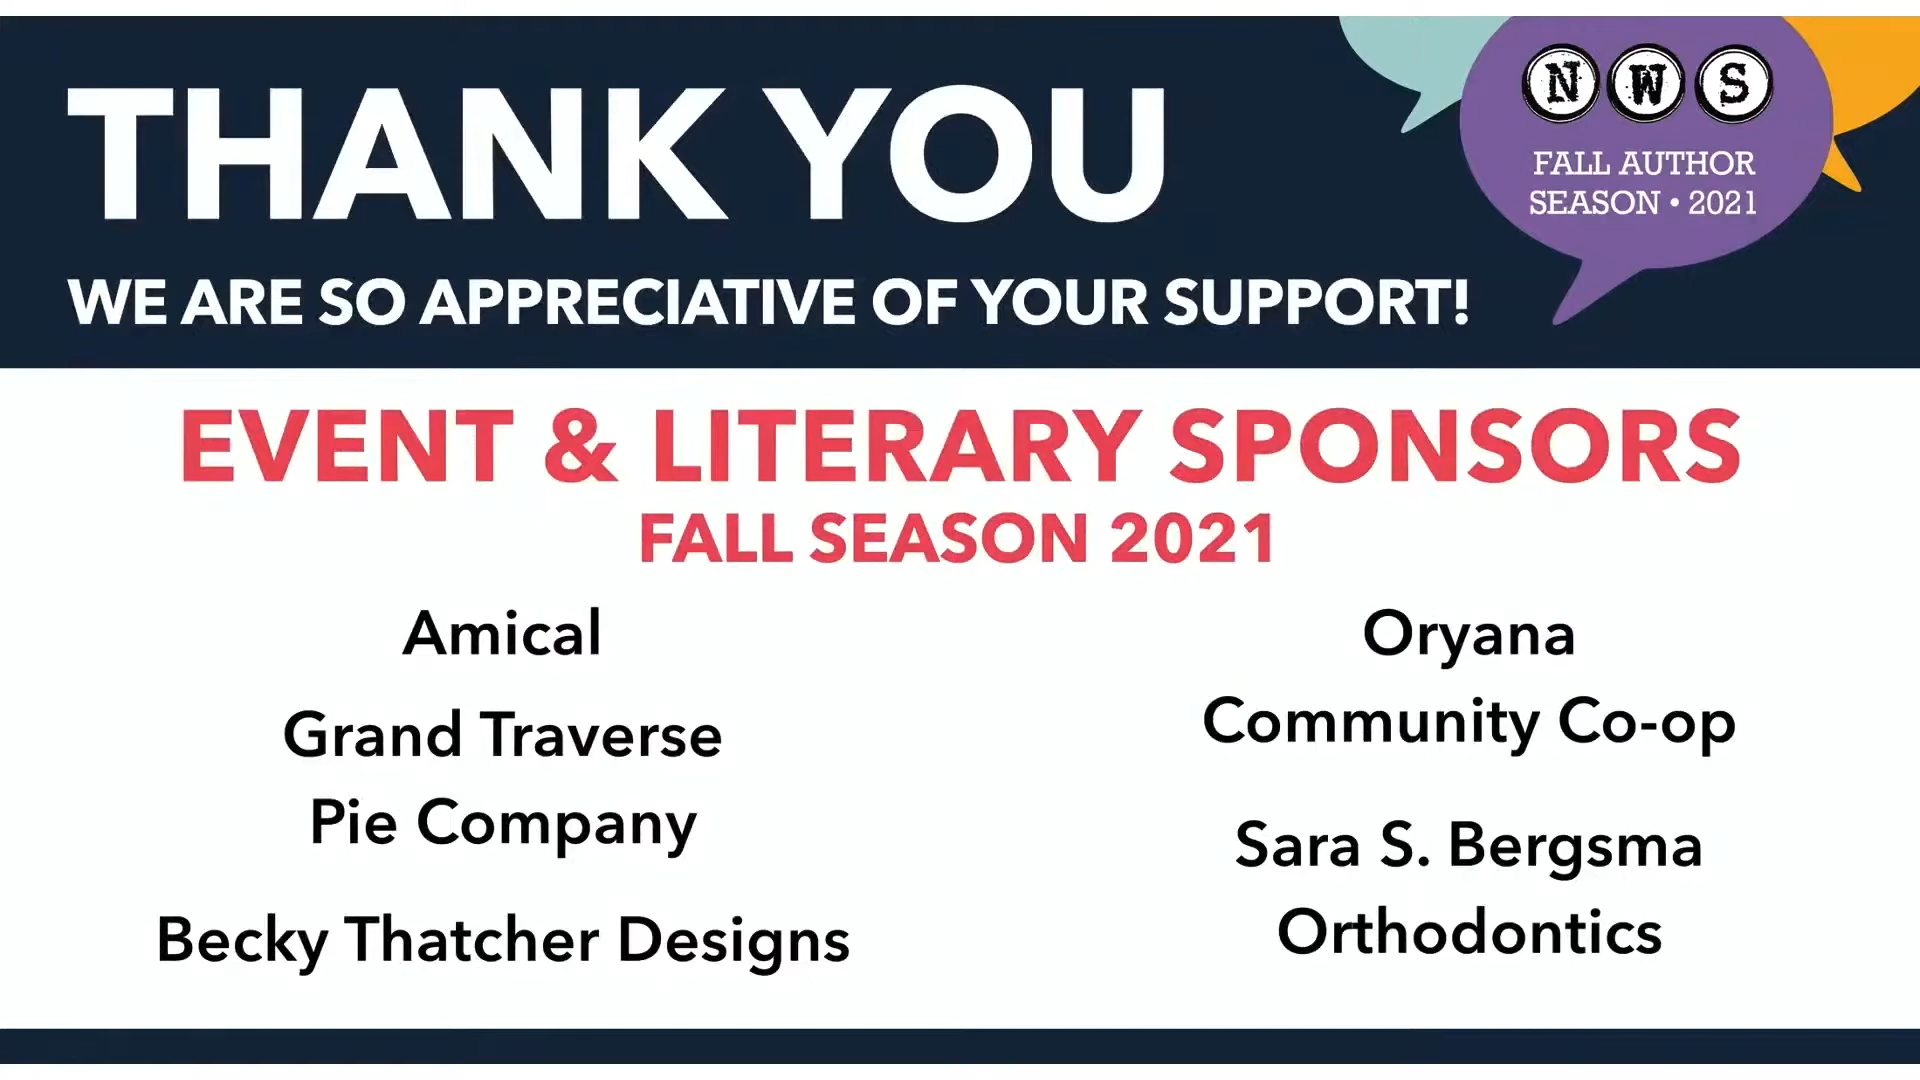 THANK YOU
WE ARE SO APPRECIATIVE OF YOUR SUPPORT!
N W S
FALL AUTHOR
SEASON • 2021
EVENT & LITERARY SPONSORS
FALL SEASON 2021
Amical
Grand Traverse
Pie Company
Becky Thatcher Designs
Oryana
Community Co-op
Sara S. Bergsma
Orthodontics